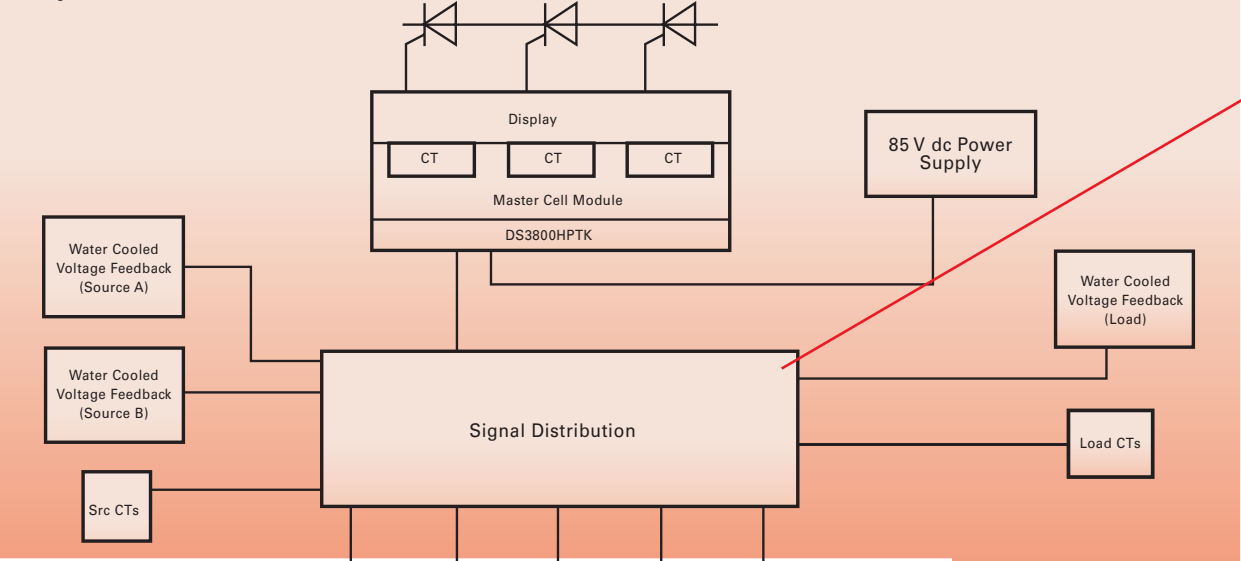 Display
CT
CT
CT
Master Cell Module
DS3800HPTK
85 V dc Power
Supply
Water Cooled
Voltage Feedback
(Source A)
Water Cooled
Voltage Feedback
(Load)
Water Cooled
Voltage Feedback
(Source B)
Signal Distribution
Load CTs
Src CTs